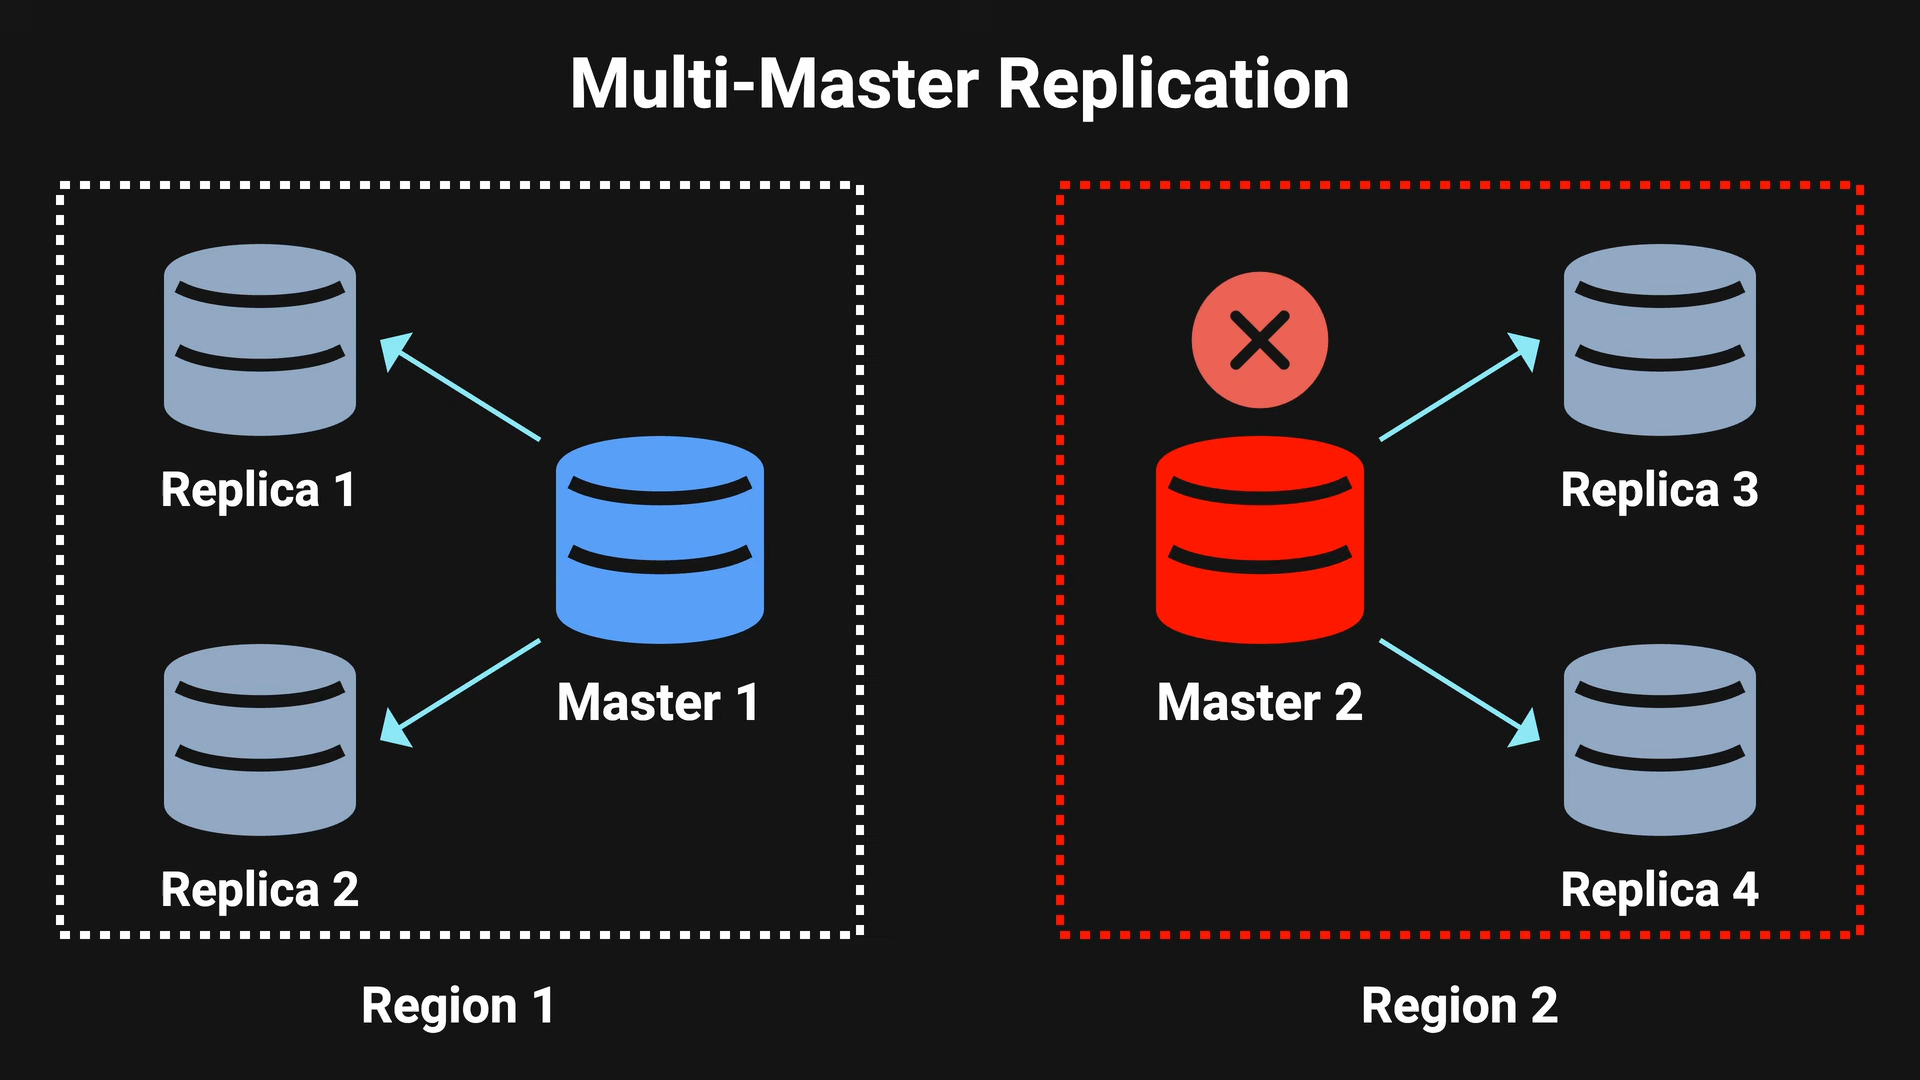 Multi-Master Replication
Replica 1
Replica 2
Master 1
Region 1
Master 2
Replica 3
Replica 4
Region 2